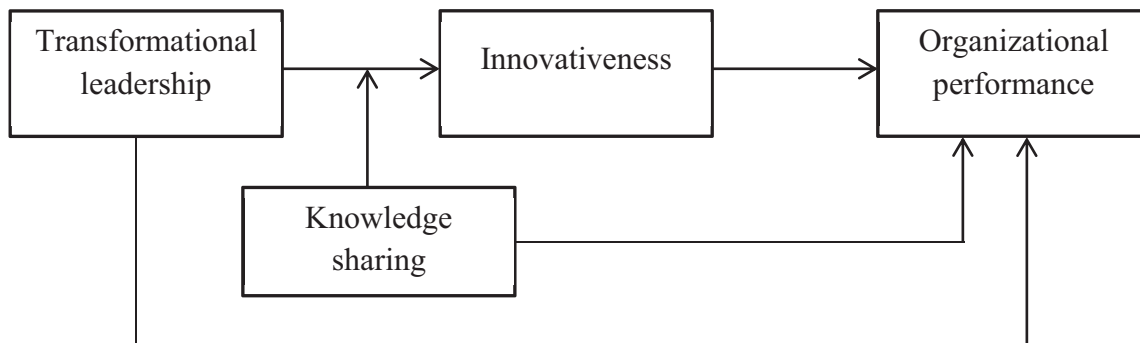 Transformational
leadership
Innovativeness
Organizational
performance
Knowledge
sharing